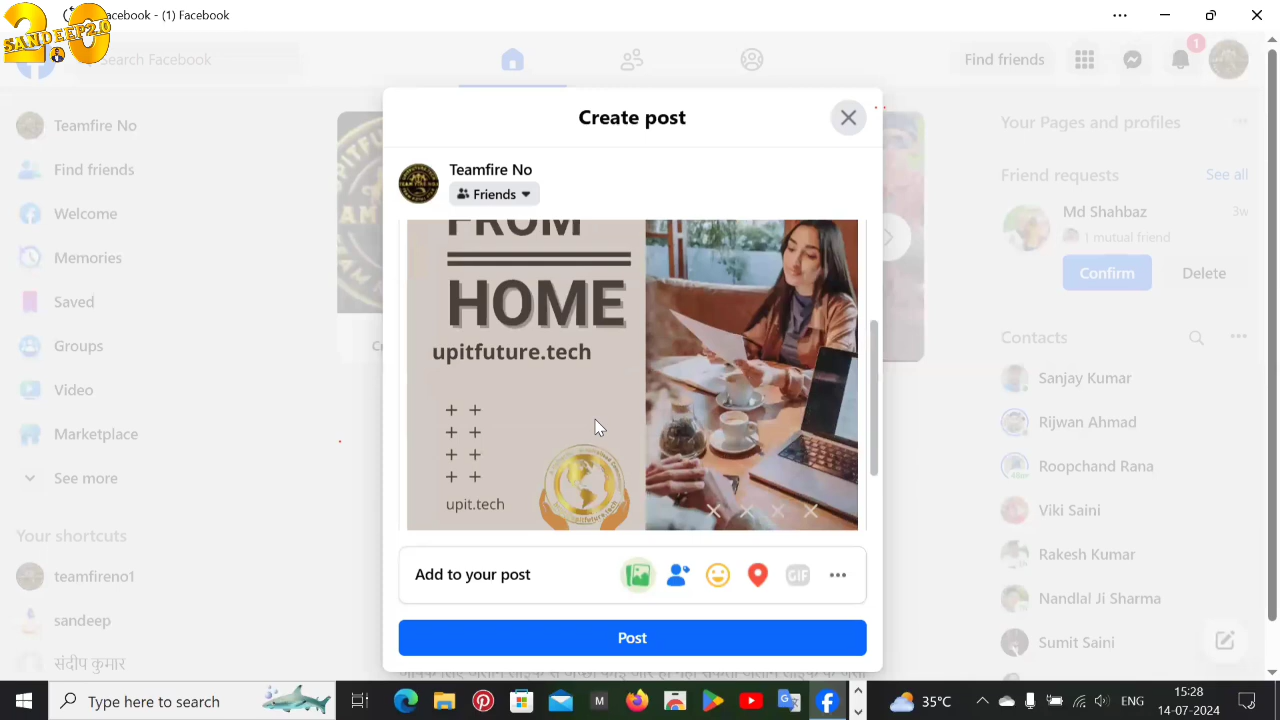 2.0
SANDEEP2.0
Facebook - (1) Facebook
Search Facebook
Find friends
1
Teamfire No
Find friends
Welcome
Memories
Saved
Groups
Video
Marketplace
See more
Your shortcuts
teamfireno1
sandeep
संदीप कुमार
Create post
Teamfire No
Friends
FROM
HOME
upitfuture.tech
upit.tech
Add to your post
GIF
Post
Your Pages and profiles
Friend requests
See all
Md Shahbaz
3w
1 mutual friend
Confirm
Delete
Contacts
Sanjay Kumar
Rijwan Ahmad
Roopchand Rana
Viki Saini
Rakesh Kumar
Nandlal Ji Sharma
Sumit Saini
Type here to search
M
35°C
ENG
15:28
14-07-2024